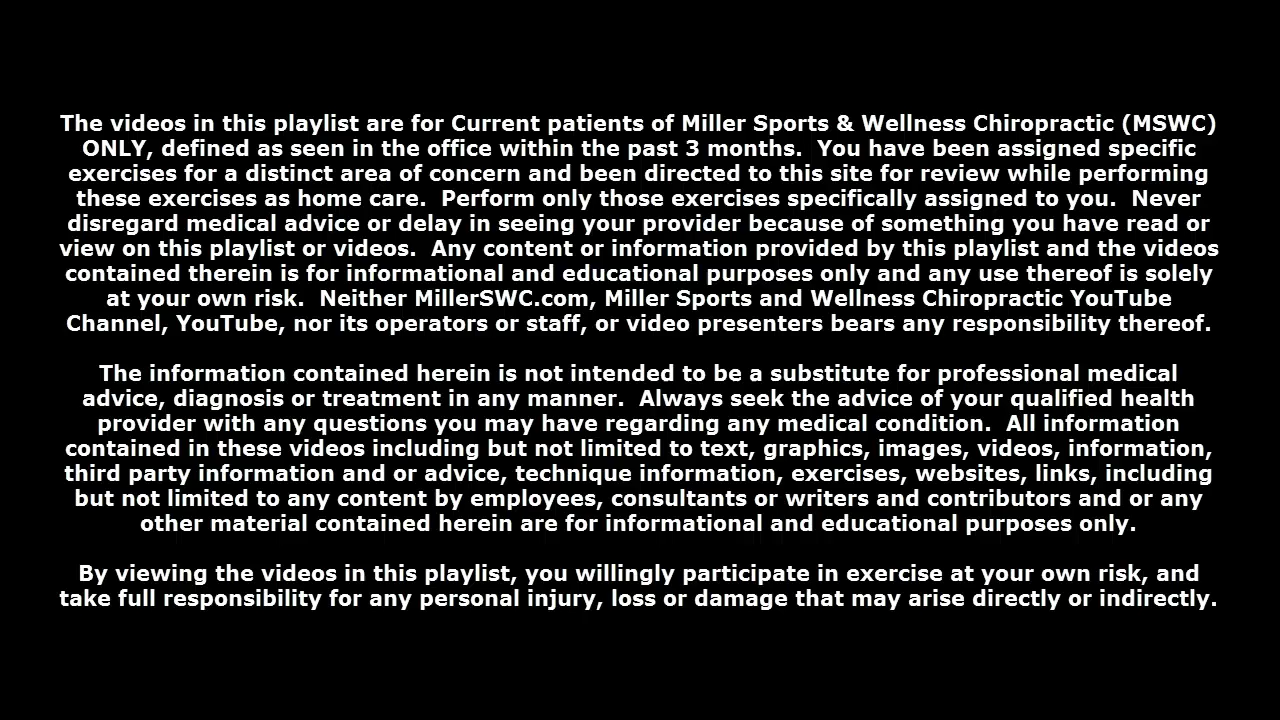 The videos in this playlist are for Current patients of Miller Sports & Wellness Chiropractic (MSWC)
ONLY, defined as seen in the office within the past 3 months.  You have been assigned specific
exercises for a distinct area of concern and been directed to this site for review while performing
these exercises as home care.  Perform only those exercises specifically assigned to you.  Never
disregard medical advice or delay in seeing your provider because of something you have read or
view on this playlist or videos.  Any content or information provided by this playlist and the videos
contained therein is for informational and educational purposes only and any use thereof is solely
at your own risk.  Neither MillerSWC.com, Miller Sports and Wellness Chiropractic YouTube
Channel, YouTube, nor its operators or staff, or video presenters bears any responsibility thereof.
The information contained herein is not intended to be a substitute for professional medical
advice, diagnosis or treatment in any manner.  Always seek the advice of your qualified health
provider with any questions you may have regarding any medical condition.  All information
contained in these videos including but not limited to text, graphics, images, videos, information,
third party information and or advice, technique information, exercises, websites, links, including
but not limited to any content by employees, consultants or writers and contributors and or any
other material contained herein are for informational and educational purposes only.
By viewing the videos in this playlist, you willingly participate in exercise at your own risk, and
take full responsibility for any personal injury, loss or damage that may arise directly or indirectly.